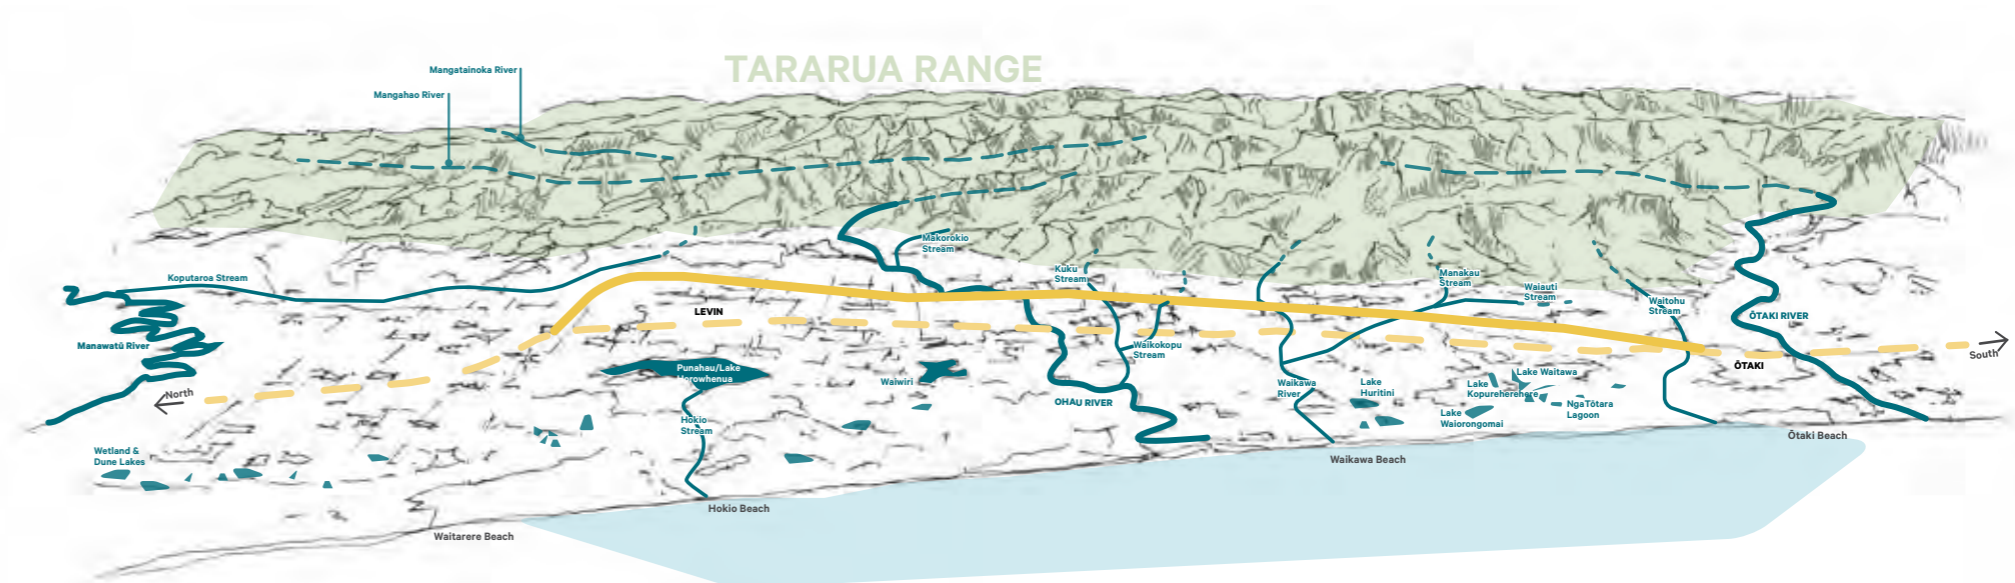 TARARUA RANGE
Mangatainoka River
Mangahao River
Makorokio
Stream
Koputaroa Stream
Kuku
Stream
Manakau
Stream
Waiauti
Stream
Waitohu
Stream
LEVIN
ŌTAKI RIVER
Manawatū River
Waikokopu
Stream
South
ŌTAKI
Punahau/Lake
Horowhenua
Waiwiri
Waikawa
River
Lake
Huritini
Lake Waitawa
Lake
Kopureherehere
North
OHAU RIVER
NgaTōtara
Lagoon
Lake
Waiorongomai
Hokio
Stream
Ōtaki Beach
Wetland &
Dune Lakes
Waikawa Beach
Hokio Beach
Waitarere Beach